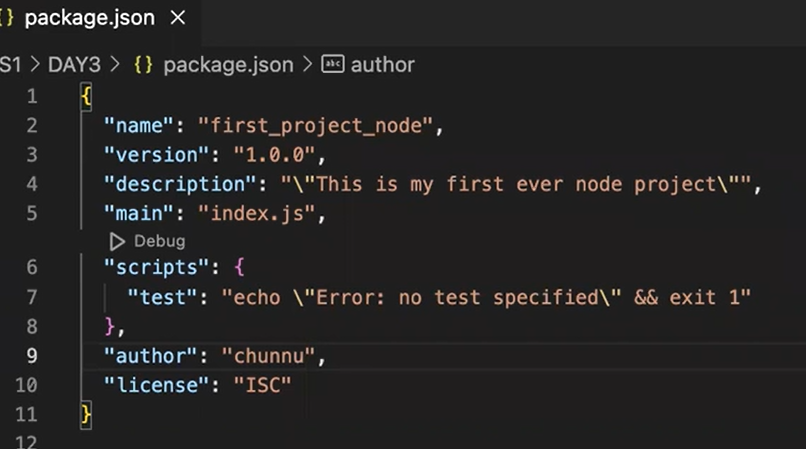 {} package.json ×
S1 > DAY3 > {} package.json > abc author
1 {
2 "name": "first_project_node",
3 "version": "1.0.0",
4 "description": "\"This is my first ever node project\"",
5 "main": "index.js",
Debug
6 "scripts": {
7 "test": "echo \"Error: no test specified\" && exit 1"
8 },
9 "author": "chunnu",
10 "license": "ISC"
11 }
12